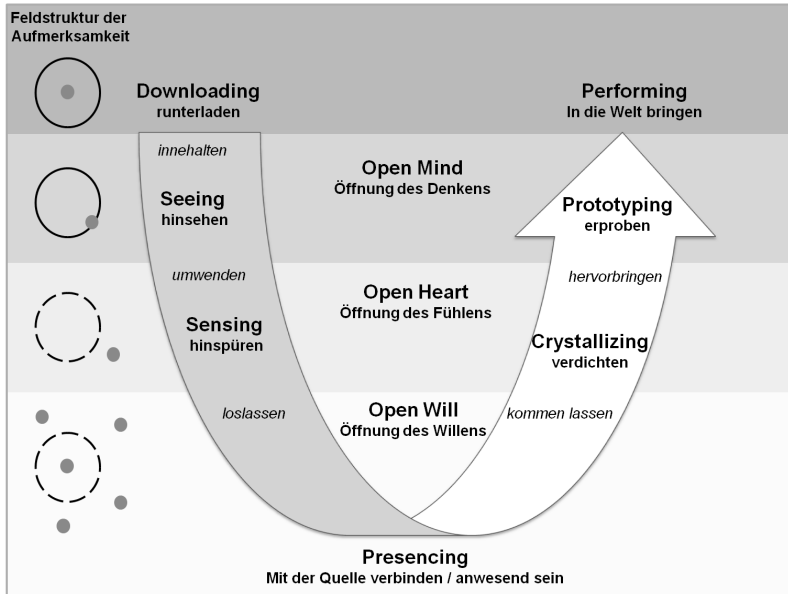 Feldstruktur der
Aufmerksamkeit
Downloading
runterladen
Performing
In die Welt bringen
innehalten
Open Mind
Öffnung des Denkens
Seeing
hinsehen
Prototyping
erproben
umwenden
hervorbringen
Open Heart
Öffnung des Fühlens
Sensing
hinspüren
Crystallizing
verdichten
loslassen
Open Will
Öffnung des Willens
kommen lassen
Presencing
Mit der Quelle verbinden / anwesend sein